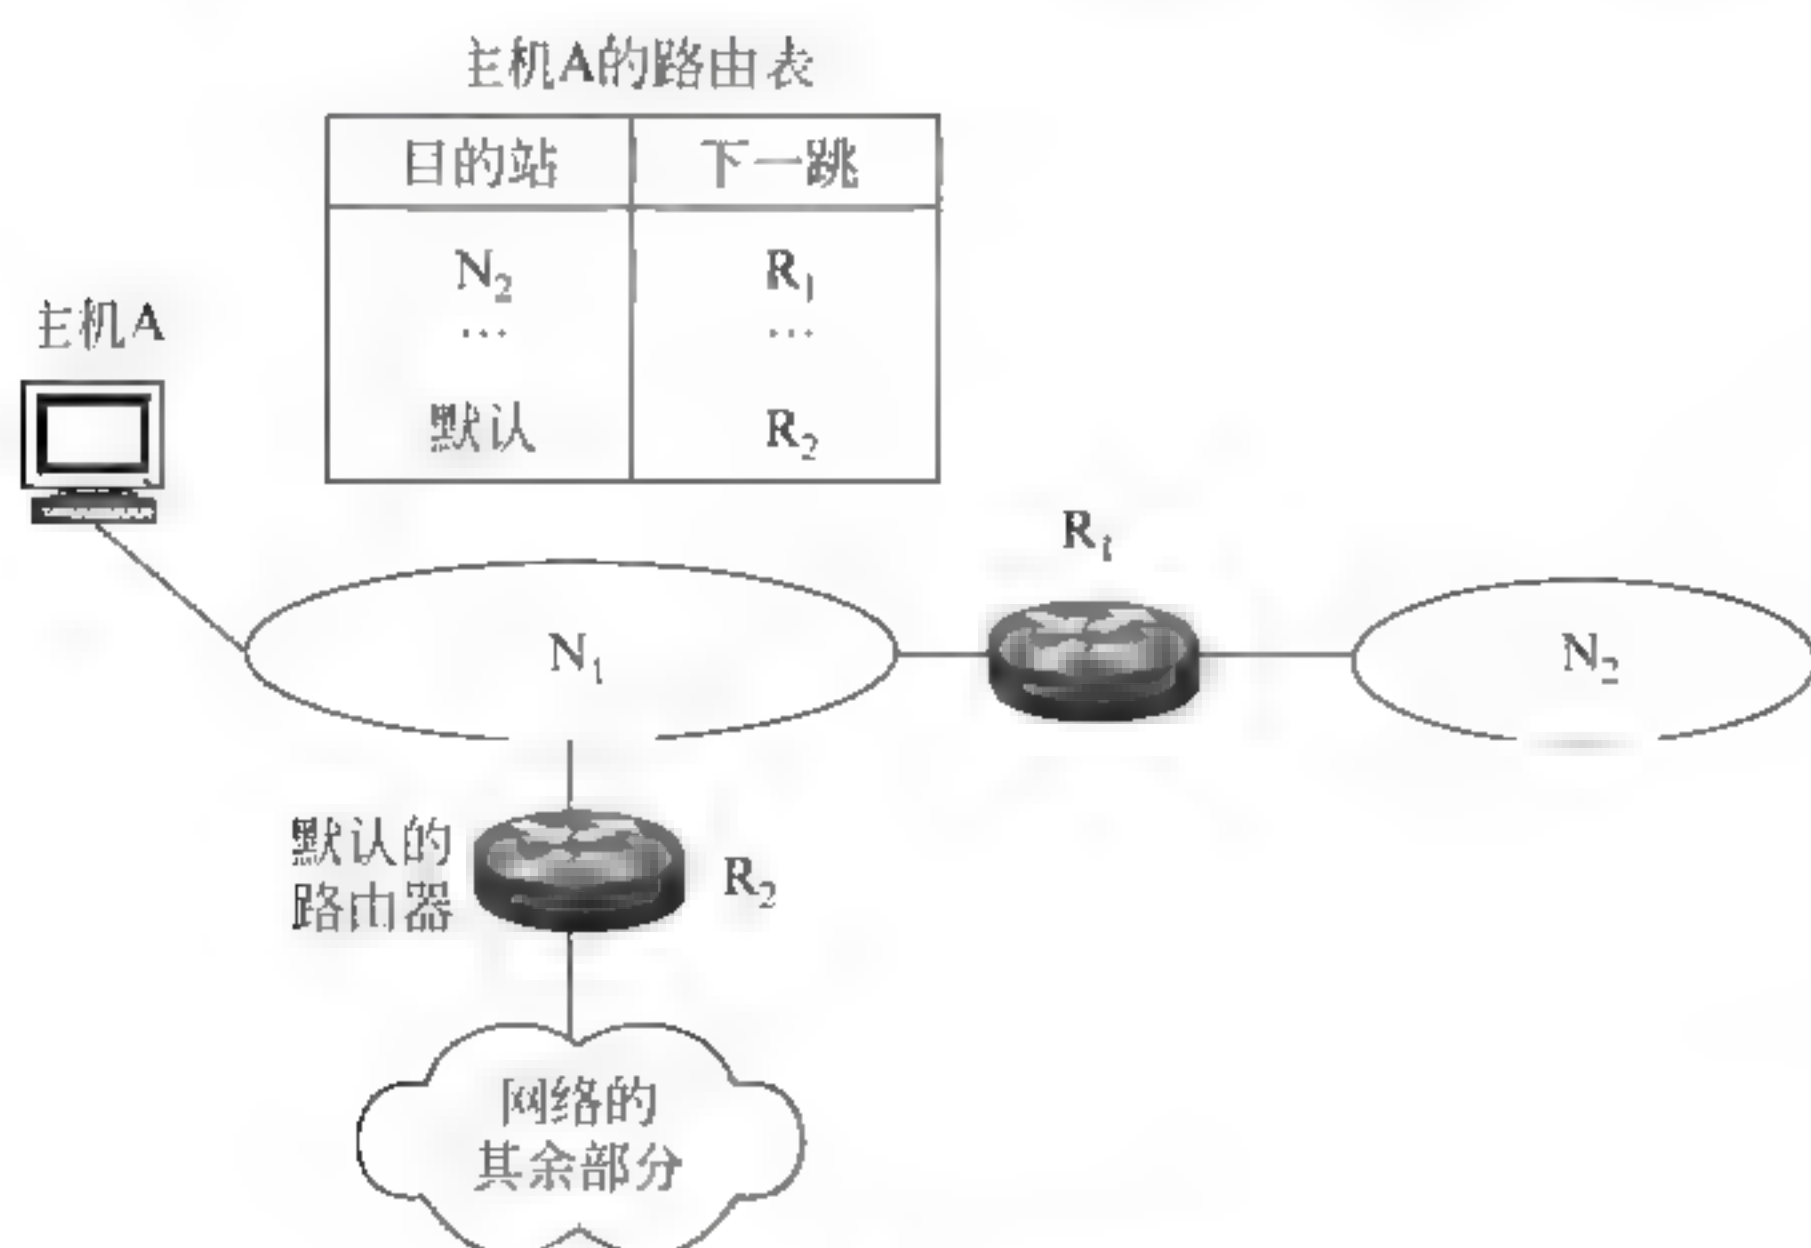 主机A的路由表
目的站 下一跳
N₂ R₁
… …
默认 R₂
主机A
R₁
N₁
N₂
默认的
路由器
R₂
网络的
其余部分